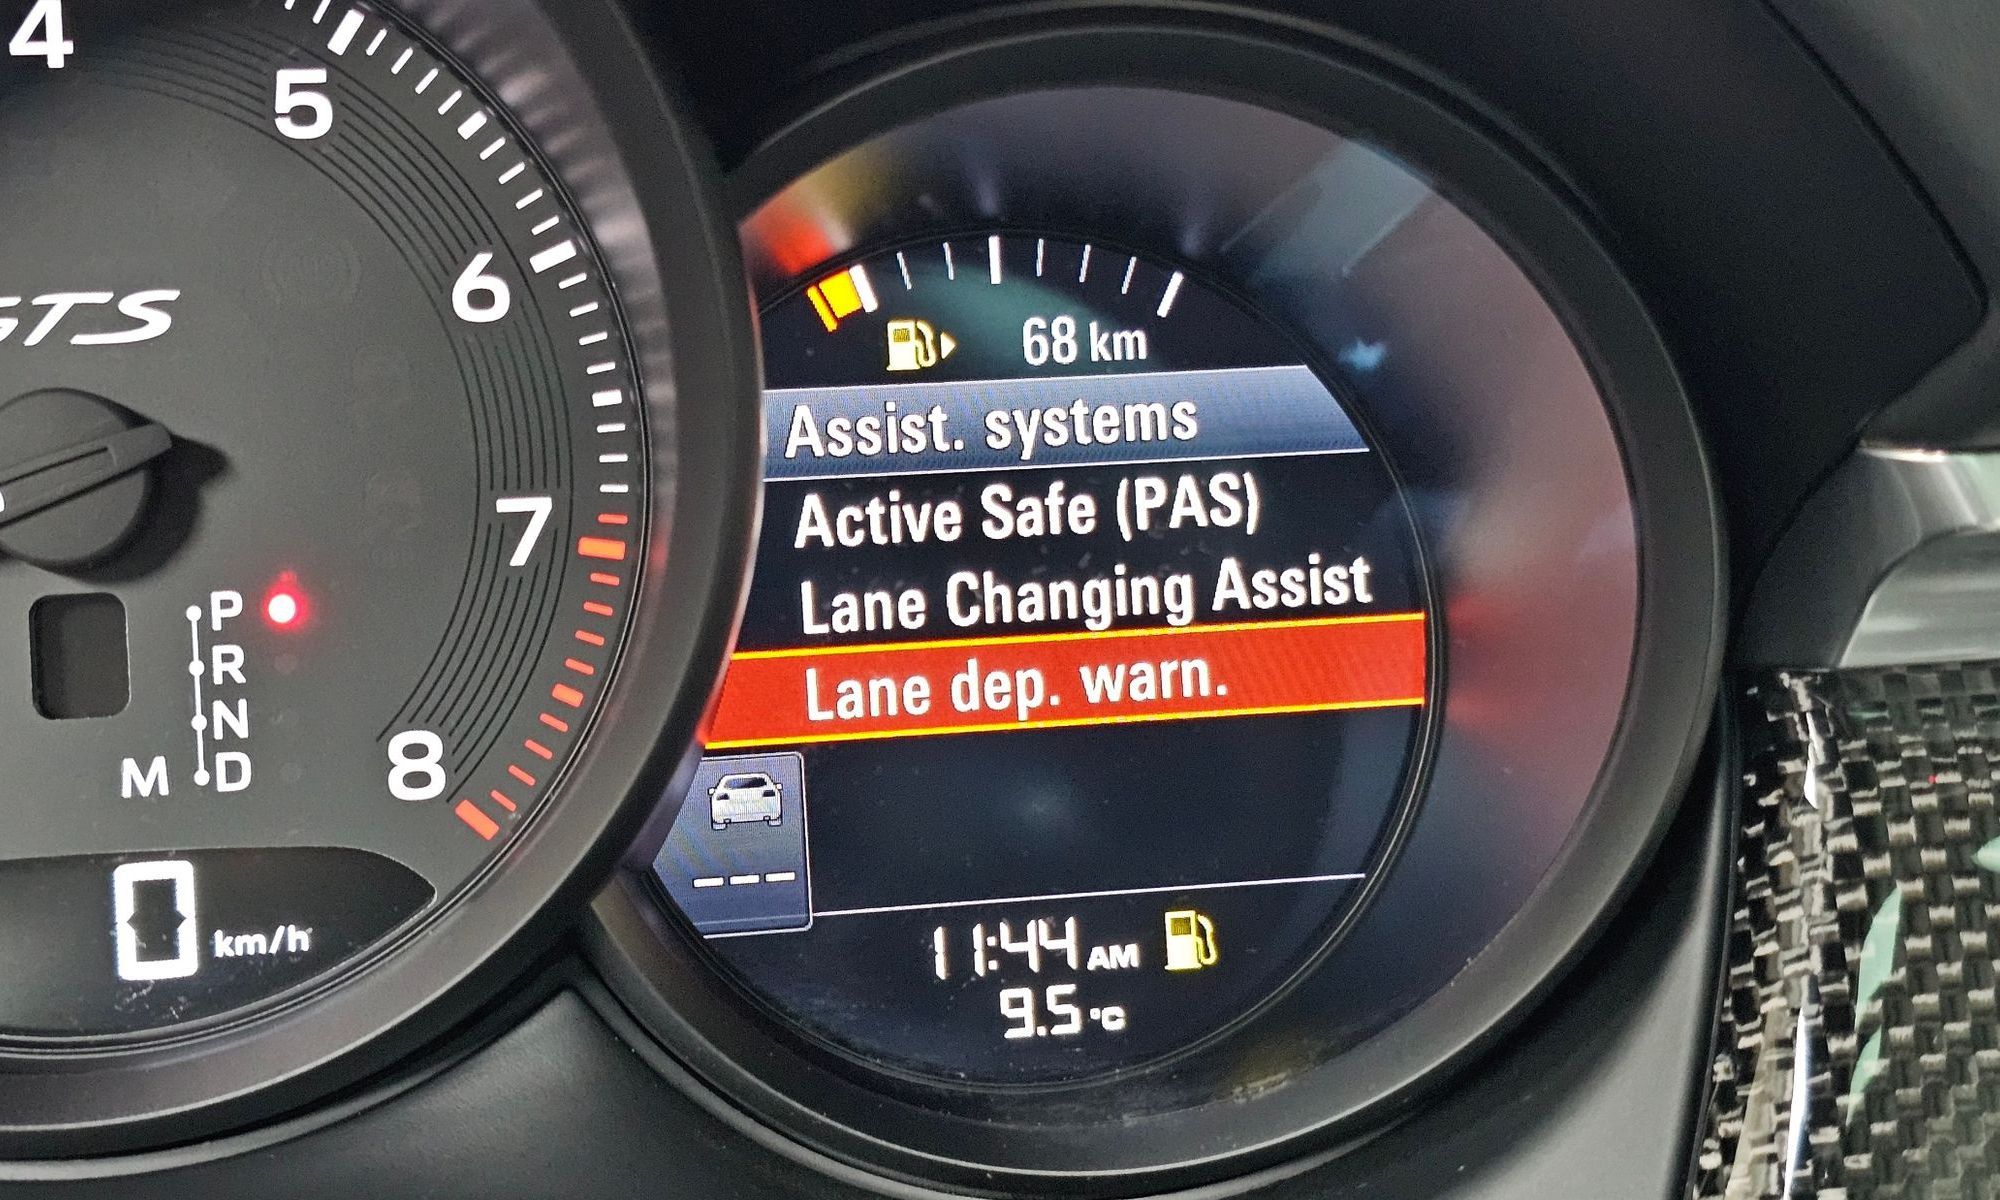 4
5
6
7
8
GTS
P
R
N
M D
0 km/h
68 km
Assist. systems
Active Safe (PAS)
Lane Changing Assist
Lane dep. warn.
11:44 AM
9.5 °C